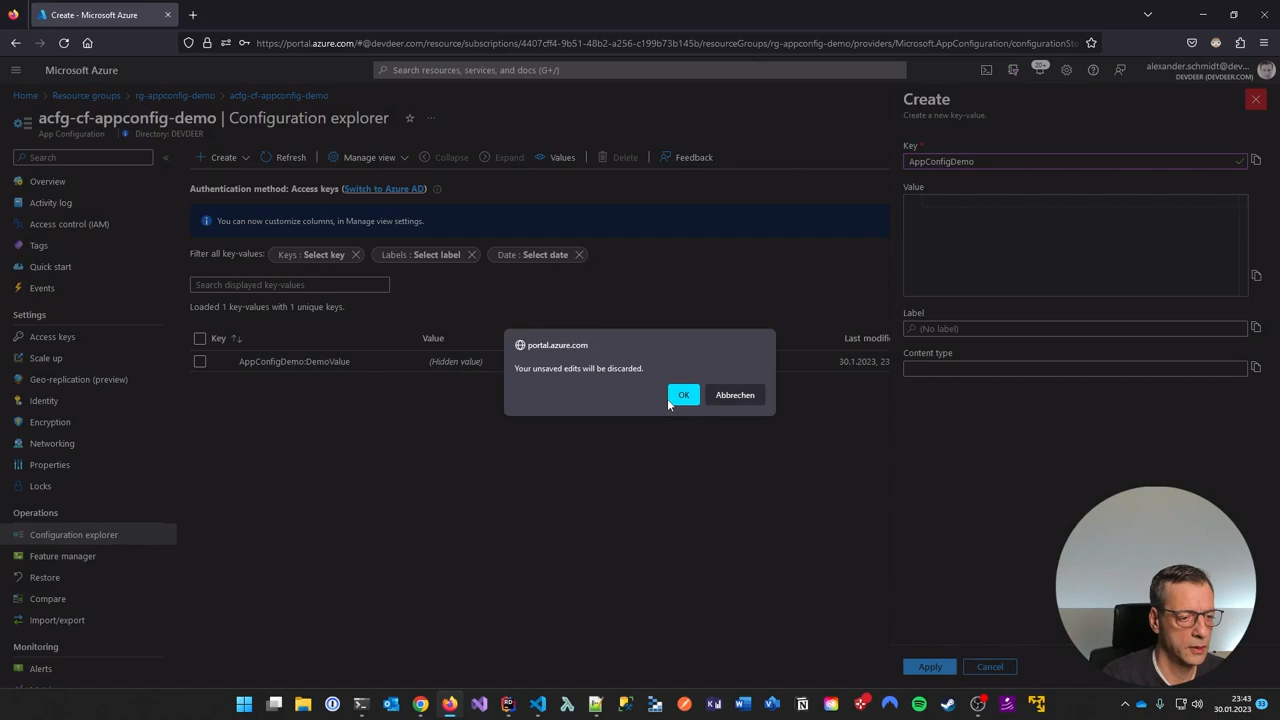 Create - Microsoft Azure
https://portal.azure.com/#@devdeer/resource/subscriptions/4407cff4-9b51-48b2-a256-c199b73b145b/resourceGroups/rg-appconfig-demo/providers/Microsoft.AppConfiguration/configurationSto
Microsoft Azure
Search resources, services, and docs (G+/)
20+
alexander.schmidt@dev...
DEVDEER (DEVDEER.COM)
Home > Resource groups > rg-appconfig-demo > acfg-cf-appconfig-demo
acfg-cf-appconfig-demo | Configuration explorer
App Configuration
Directory: DEVDEER
Search
Overview
Activity log
Access control (IAM)
Tags
Quick start
Events
Settings
Access keys
Scale up
Geo-replication (preview)
Identity
Encryption
Networking
Properties
Locks
Operations
Configuration explorer
Feature manager
Restore
Compare
Import/export
Monitoring
Alerts
Create
Refresh
Manage view
Collapse
Expand
Values
Delete
Feedback
Authentication method: Access keys (Switch to Azure AD)
You can now customize columns, in Manage view settings.
Filter all key-values:
Keys : Select key
Labels : Select label
Date : Select date
Search displayed key-values
Loaded 1 key-values with 1 unique keys.
Key
Value
Last modifie
AppConfigDemo:DemoValue
(Hidden value)
30.1.2023, 23
portal.azure.com
Your unsaved edits will be discarded.
OK
Abbrechen
Create
Create a new key-value.
Key *
AppConfigDemo
Value
Label
(No label)
Content type
Apply
Cancel
23:43
30.01.2023